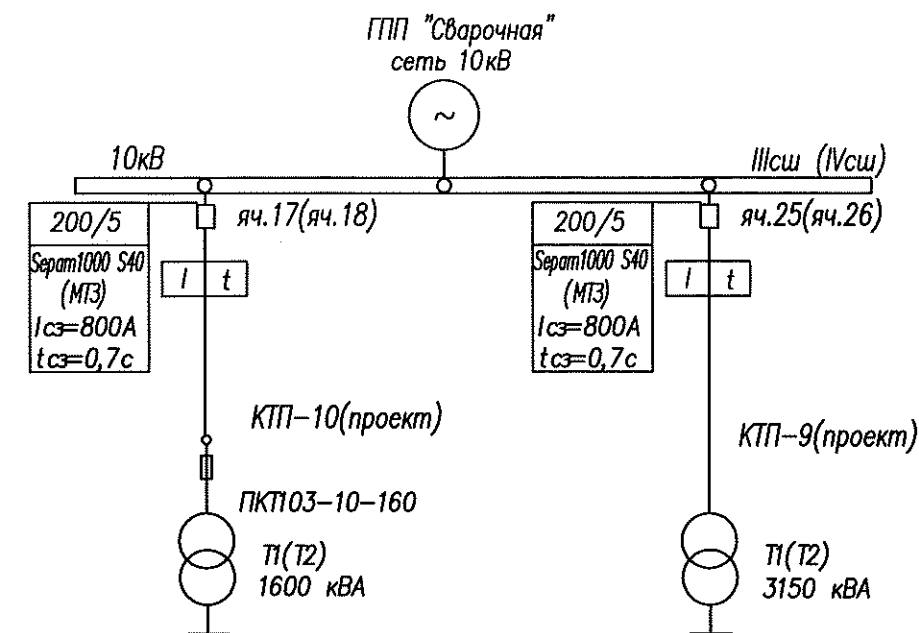 ГПП "Сварочная"
сеть 10кВ
~
10кВ
IIIсш (IVсш)
200/5
яч.17(яч.18)
Sepam1000 S40
(МТЗ)
Iсз=800А
tсз=0,7с
I t
200/5
яч.25(яч.26)
Sepam1000 S40
(МТЗ)
Iсз=800А
tсз=0,7с
I t
КТП-10(проект)
КТП-9(проект)
ПКТ103-10-160
Т1(Т2)
1600 кВА
Т1(Т2)
3150 кВА